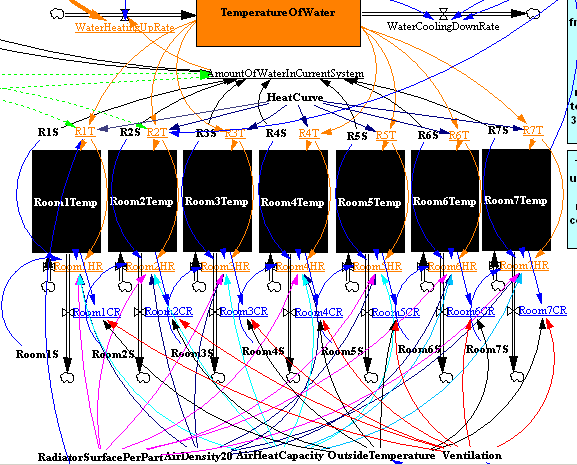 TemperatureOfWater
WaterHeatingUpRate
WaterCoolingDownRate
AmountOfWaterInCurrentSystem
HeatCurve
R1S R1T R2S R2T R3S R3T R4S R4T R5S R5T R6S R6T R7S R7T
Room1Temp Room2Temp Room3Temp Room4Temp Room5Temp Room6Temp Room7Temp
Room1HR Room2HR Room3HR Room4HR Room5HR Room6HR Room7HR
Room1CR Room2CR Room3CR Room4CR Room5CR Room6CR Room7CR
Room1S Room2S Room3S Room4S Room5S Room6S Room7S
RadiatorSurfacePerPart AirDensity20 AirHeatCapacity OutsideTemperature Ventilation